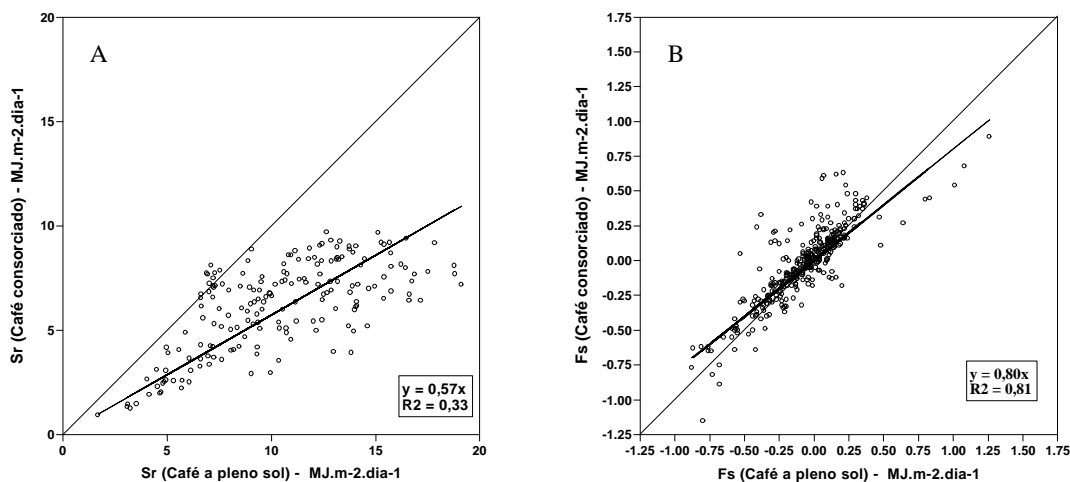 A
Sr (Café consorciado) - MJ.m-2.dia-1
20
15
10
5
0
0 5 10 15 20
Sr (Café a pleno sol) - MJ.m-2.dia-1
y = 0,57x
R2 = 0,33
B
Fs (Café consorciado) - MJ.m-2.dia-1
1.75
1.25
1.00
0.75
0.50
0.25
0.00
-0.25
-0.50
-0.75
-1.00
-1.25
-1.25 -1.00 -0.75 -0.50 -0.25 0.00 0.25 0.50 0.75 1.00 1.25 1.75
Fs (Café a pleno sol) - MJ.m-2.dia-1
y = 0,80x
R2 = 0,81